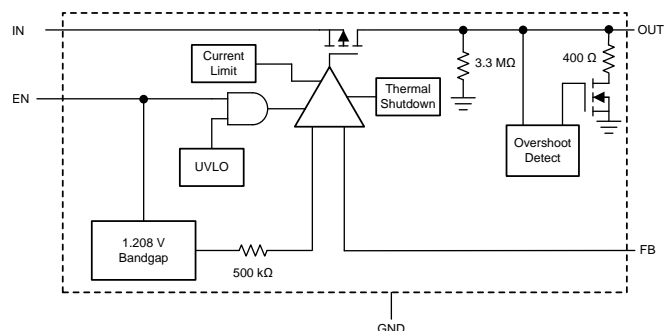 IN
OUT
Current
Limit
3.3 MΩ
400 Ω
EN
Thermal
Shutdown
Overshoot
Detect
UVLO
1.208 V
Bandgap
500 kΩ
FB
GND